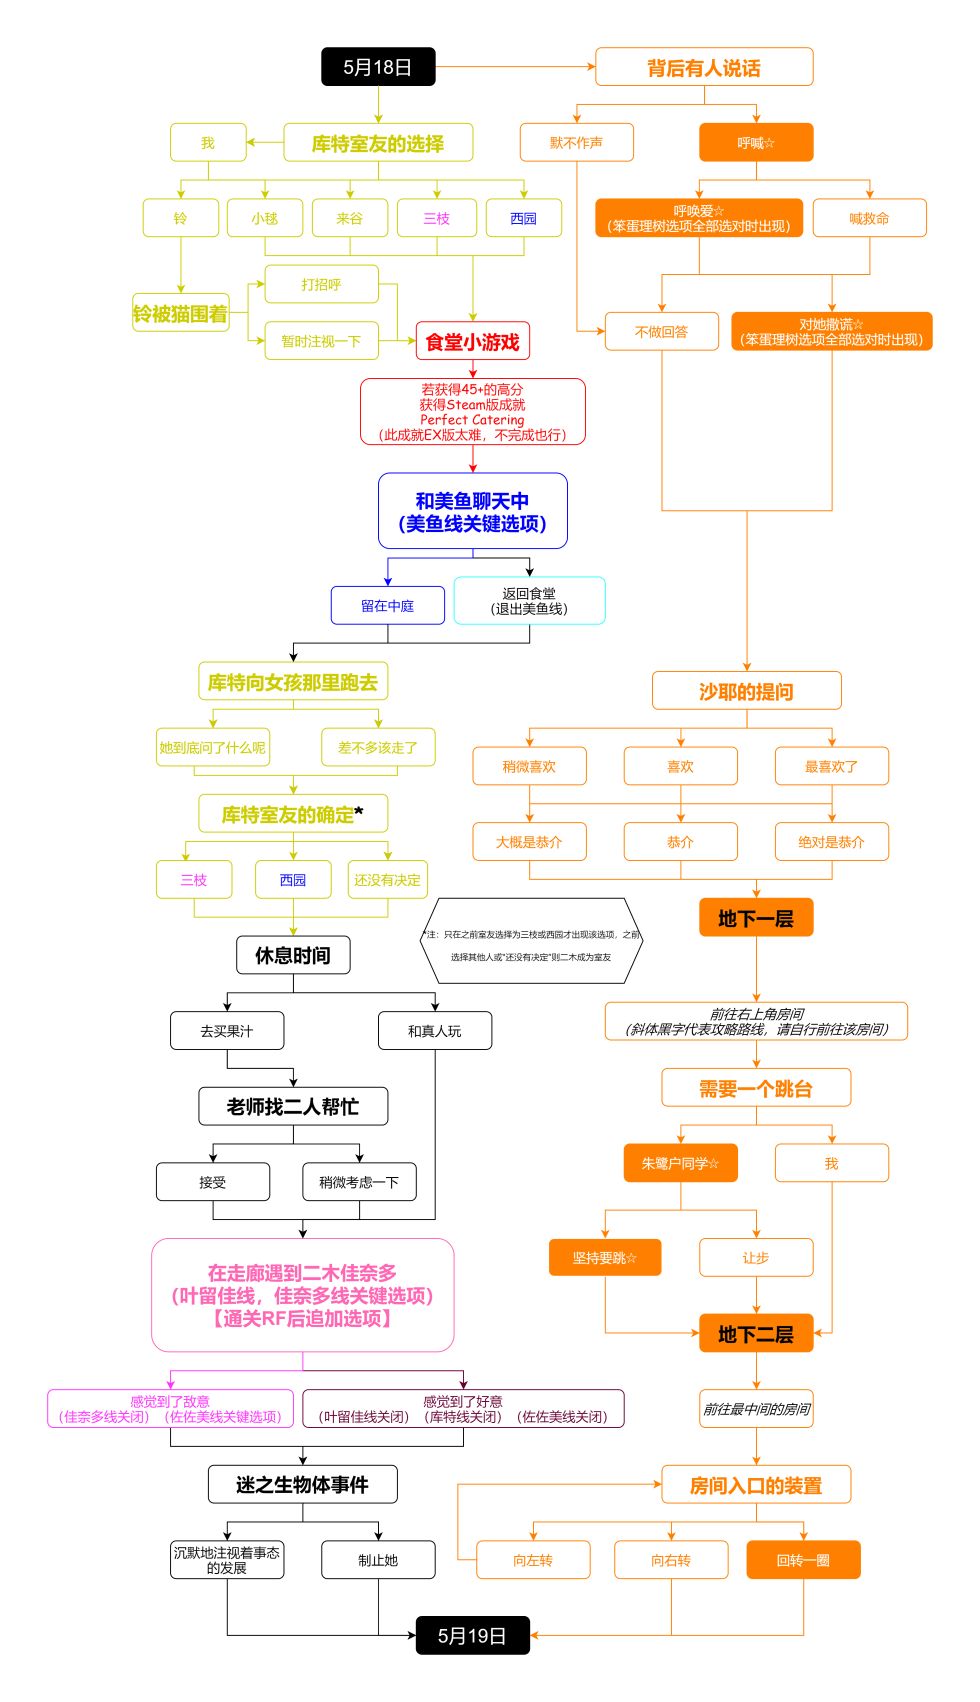 5月18日
背后有人说话
我
库特室友的选择
默不作声
呼喊☆
铃
小毬
来谷
三枝
西园
呼唤爱☆
（笨蛋理树选项全部选对时出现）
喊救命
铃被猫围着
打招呼
暂时注视一下
食堂小游戏
不做回答
对她撒谎☆
（笨蛋理树选项全部选对时出现）
若获得45+的高分
获得Steam版成就
Perfect Catering
（此成就EX版太难，不完成也行）
和美鱼聊天中
（美鱼线关键选项）
留在中庭
返回食堂
（退出美鱼线）
库特向女孩那里跑去
沙耶的提问
她到底问了什么呢
差不多该走了
稍微喜欢
喜欢
最喜欢了
库特室友的确定*
大概是恭介
恭介
绝对是恭介
三枝
西园
还没有决定
*注：只在之前室友选择为三枝或西园才出现该选项，之前
选择其他人或“还没有决定”则二木成为室友
地下一层
休息时间
去买果汁
和真人玩
前往右上角房间
（斜体黑字代表攻略路线，请自行前往该房间）
老师找二人帮忙
需要一个跳台
接受
稍微考虑一下
朱鹭户同学☆
我
在走廊遇到二木佳奈多
（叶留佳线，佳奈多线关键选项）
【通关RF后追加选项】
坚持要跳☆
让步
地下二层
感觉到了敌意
（佳奈多线关闭）（佐佐美线关键选项）
感觉到了好意
（叶留佳线关闭）（库特线关闭）（佐佐美线关闭）
前往最中间的房间
迷之生物体事件
房间入口的装置
沉默地注视着事态
的发展
制止她
向左转
向右转
回转一圈
5月19日